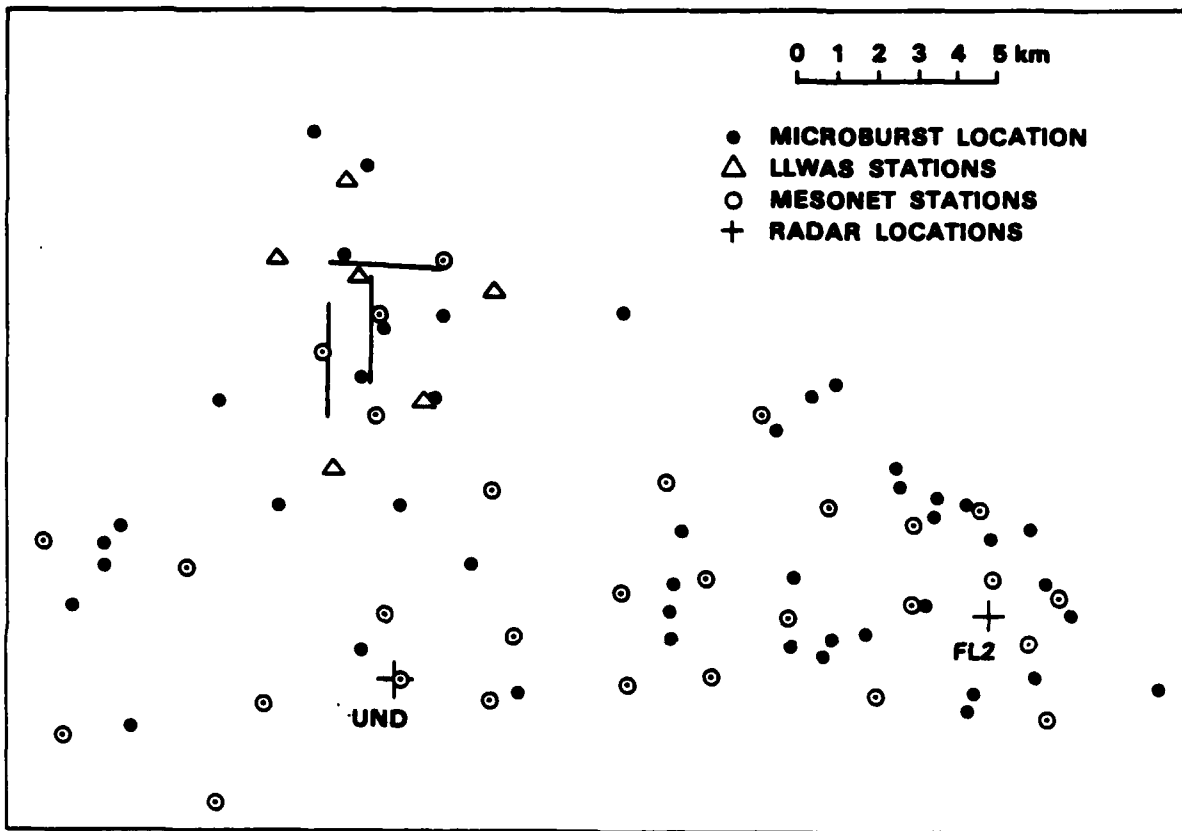 0 1 2 3 4 5 km
MICROBURST LOCATION
LLWAS STATIONS
MESONET STATIONS
RADAR LOCATIONS
FL2
UND